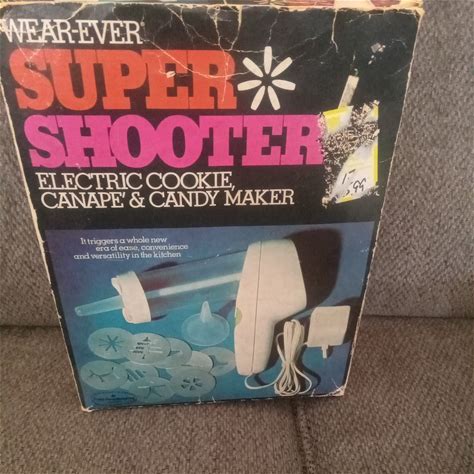 WEAR-EVER
SUPER
SHOOTER
ELECTRIC COOKIE,
CANAPE' & CANDY MAKER
It triggers a whole new
era of ease, convenience
and versatility in the kitchen